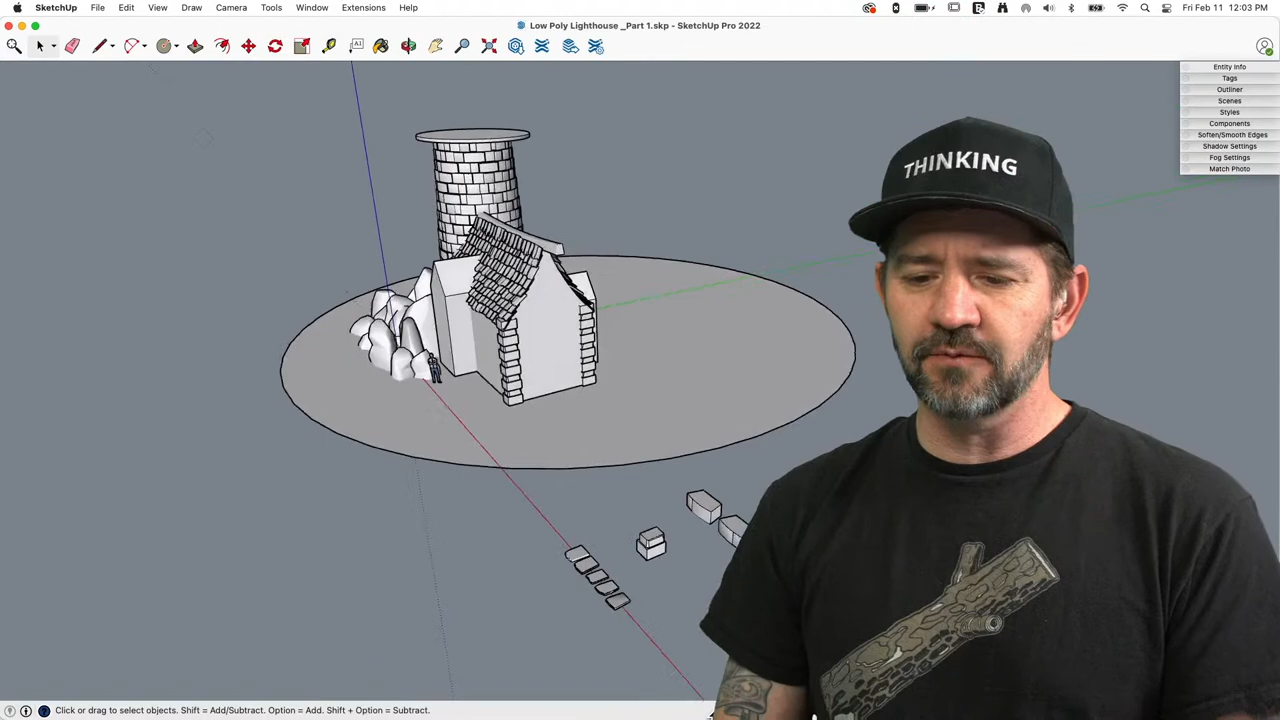 SketchUp File Edit View Draw Camera Tools Window Extensions Help Fri Feb 11 12:03 PM
Low Poly Lighthouse _Part 1.skp - SketchUp Pro 2022
Entity Info
Tags
Outliner
Scenes
Styles
Components
Soften/Smooth Edges
Shadow Settings
Fog Settings
Match Photo
THINKING
Click or drag to select objects. Shift = Add/Subtract. Option = Add. Shift + Option = Subtract.